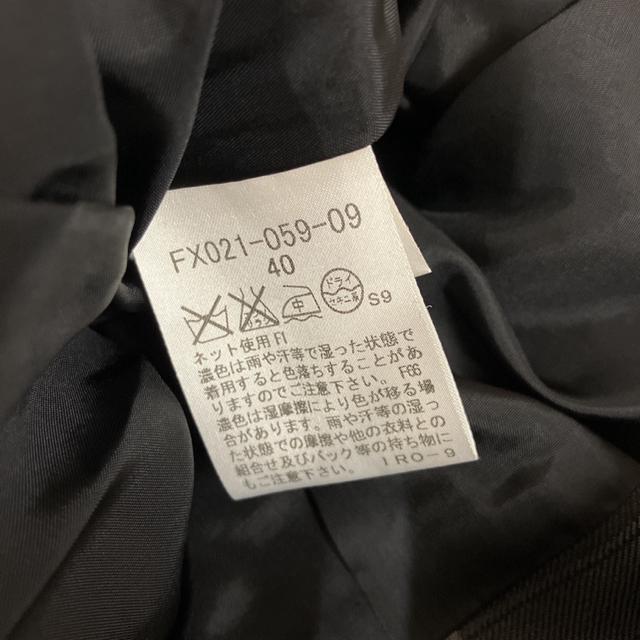 FX021-059-09
40
中 ドライ セキユ系 S9
ネット使用 FI
濃色は雨や汗等で湿った状態で
着用すると色落ちすることがあ
りますのでご注意下さい。 F66
濃色は湿摩擦により色が移る場
合があります。雨や汗等の湿っ
た状態での摩擦や他の衣料との
組合せ及びバック等の持ち物に
もご注意下さい。 IRO-9